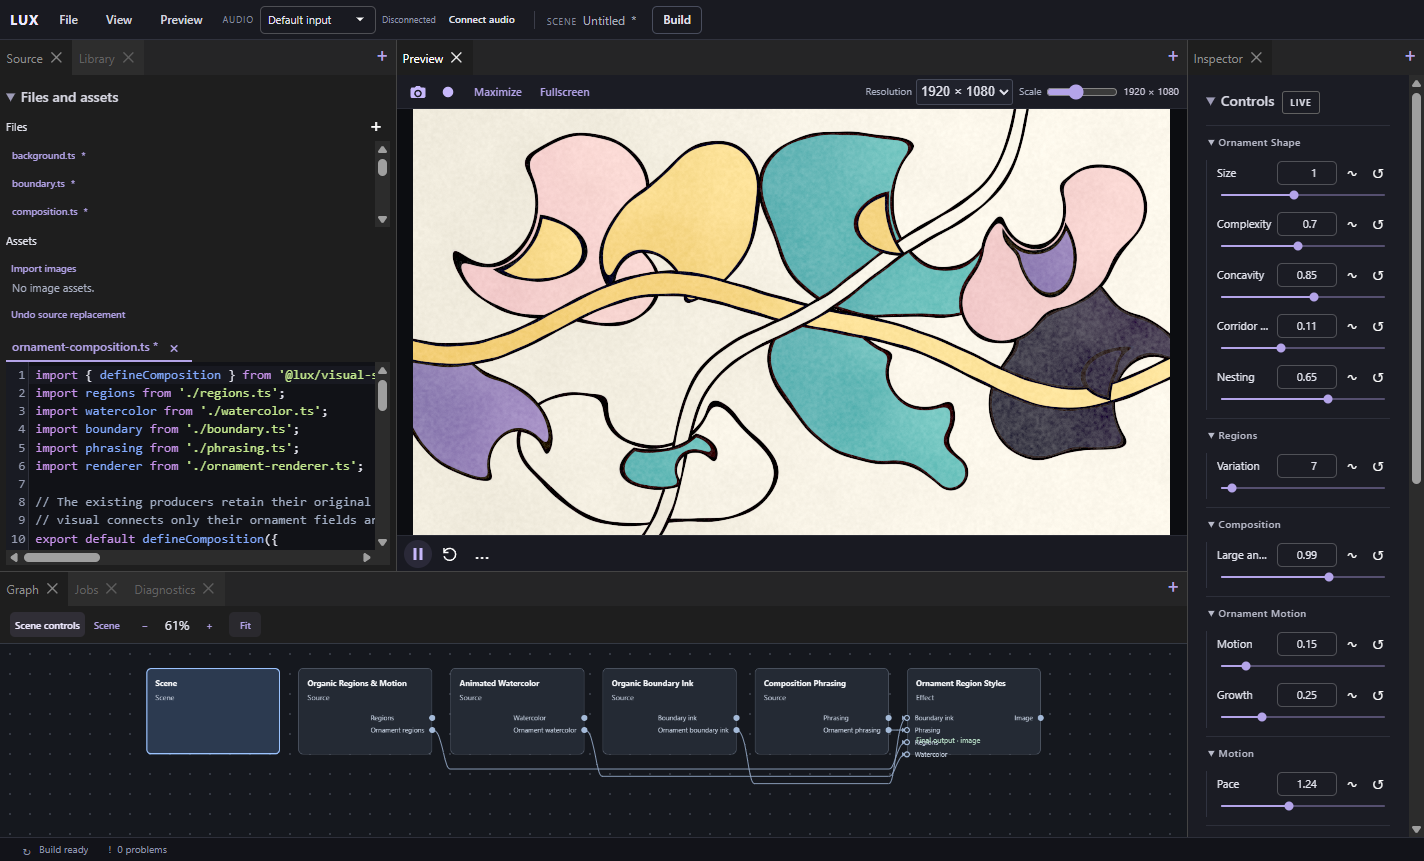 LUX File View Preview AUDIO Default input Disconnected Connect audio SCENE Untitled * Build
Source Library +
Files and assets
Files +
background.ts *
boundary.ts *
composition.ts *
Assets
Import images
No image assets.
Undo source replacement
ornament-composition.ts * ×
1 import { defineComposition } from '@lux/visual-s
2 import regions from './regions.ts';
3 import watercolor from './watercolor.ts';
4 import boundary from './boundary.ts';
5 import phrasing from './phrasing.ts';
6 import renderer from './ornament-renderer.ts';
7
8 // The existing producers retain their original
9 // visual connects only their ornament fields an
10 export default defineComposition({
Preview +
Maximize Fullscreen Resolution 1920 × 1080 Scale 1920 × 1080
...
Inspector +
Controls LIVE
Ornament Shape
Size 1
Complexity 0.7
Concavity 0.85
Corridor ... 0.11
Nesting 0.65
Regions
Variation 7
Composition
Large an... 0.99
Ornament Motion
Motion 0.15
Growth 0.25
Motion
Pace 1.24
Graph Jobs Diagnostics +
Scene controls Scene − 61% + Fit
Scene
Scene
Organic Regions & Motion
Source
Regions
Ornament regions
Animated Watercolor
Source
Watercolor
Ornament watercolor
Organic Boundary Ink
Source
Boundary ink
Ornament boundary ink
Composition Phrasing
Source
Phrasing
Ornament phrasing
Ornament Region Styles
Effect
Boundary ink Image
Phrasing
Regions
Final output · image
Watercolor
Build ready ! 0 problems